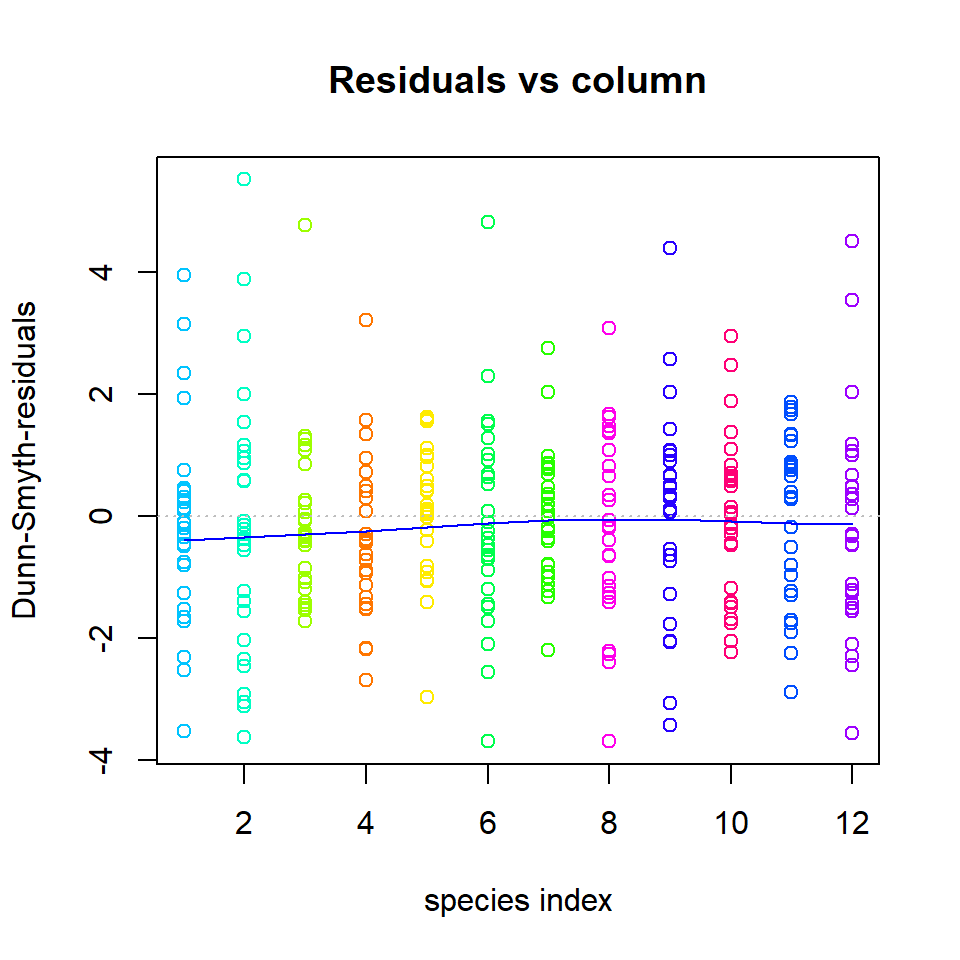 Residuals vs column
Dunn-Smyth-residuals
4
2
0
-2
-4
2 4 6 8 10 12
species index